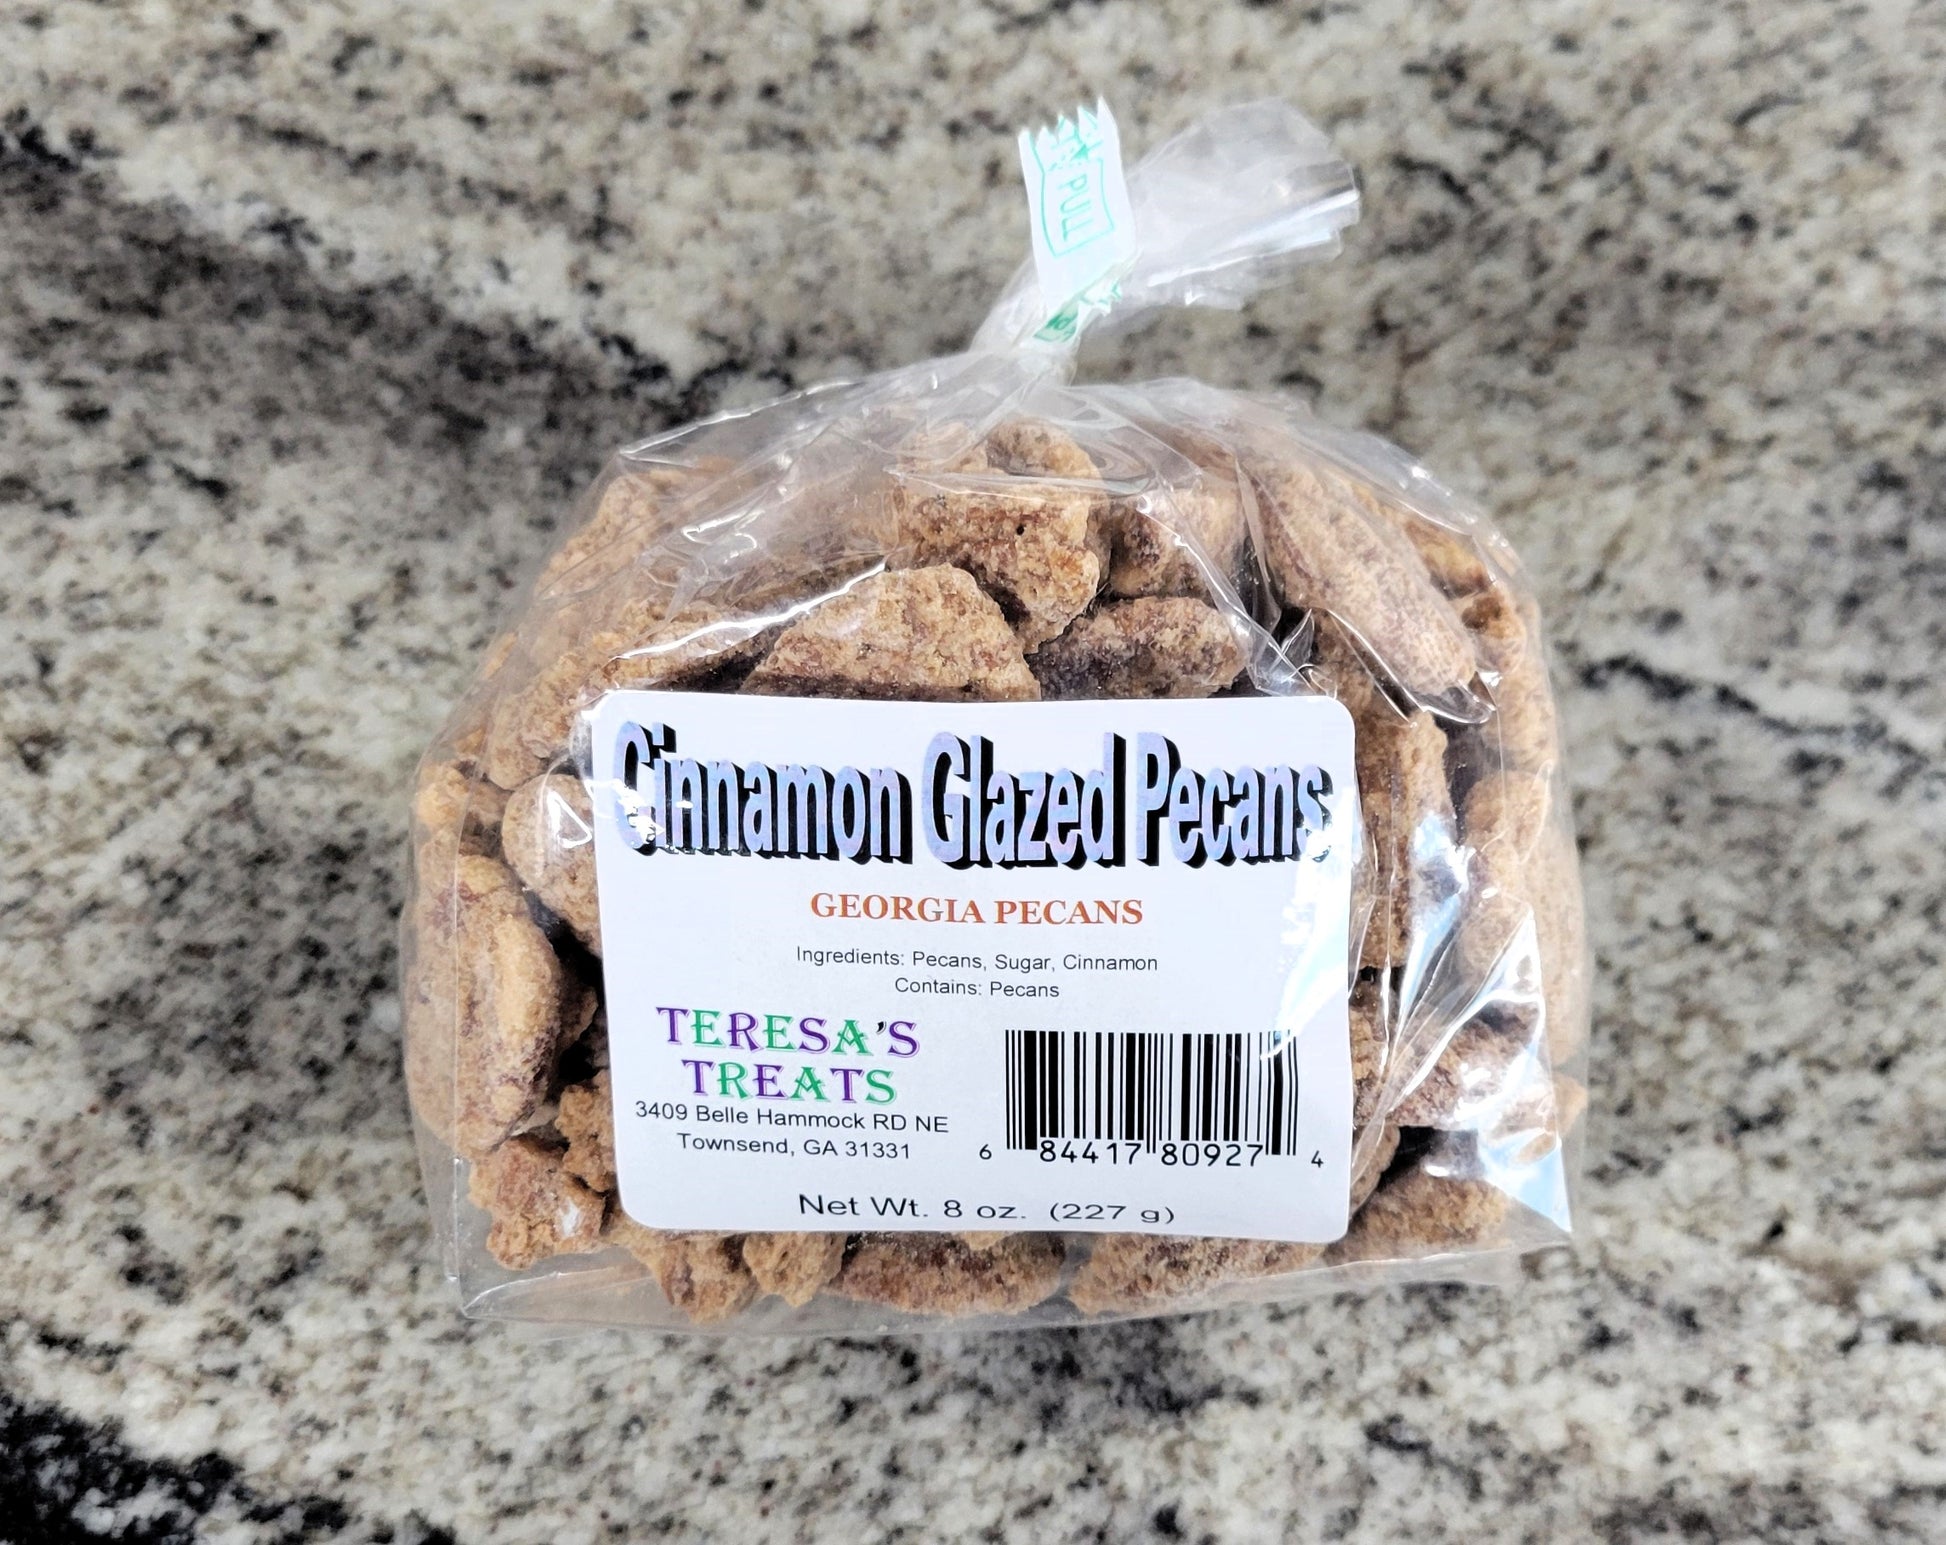 PULL
Cinnamon Glazed Pecans
GEORGIA PECANS
Ingredients: Pecans, Sugar, Cinnamon
Contains: Pecans
TERESA'S
TREATS
3409 Belle Hammock RD NE
Townsend, GA 31331
6 84417 80927 4
Net Wt. 8 oz. (227 g)